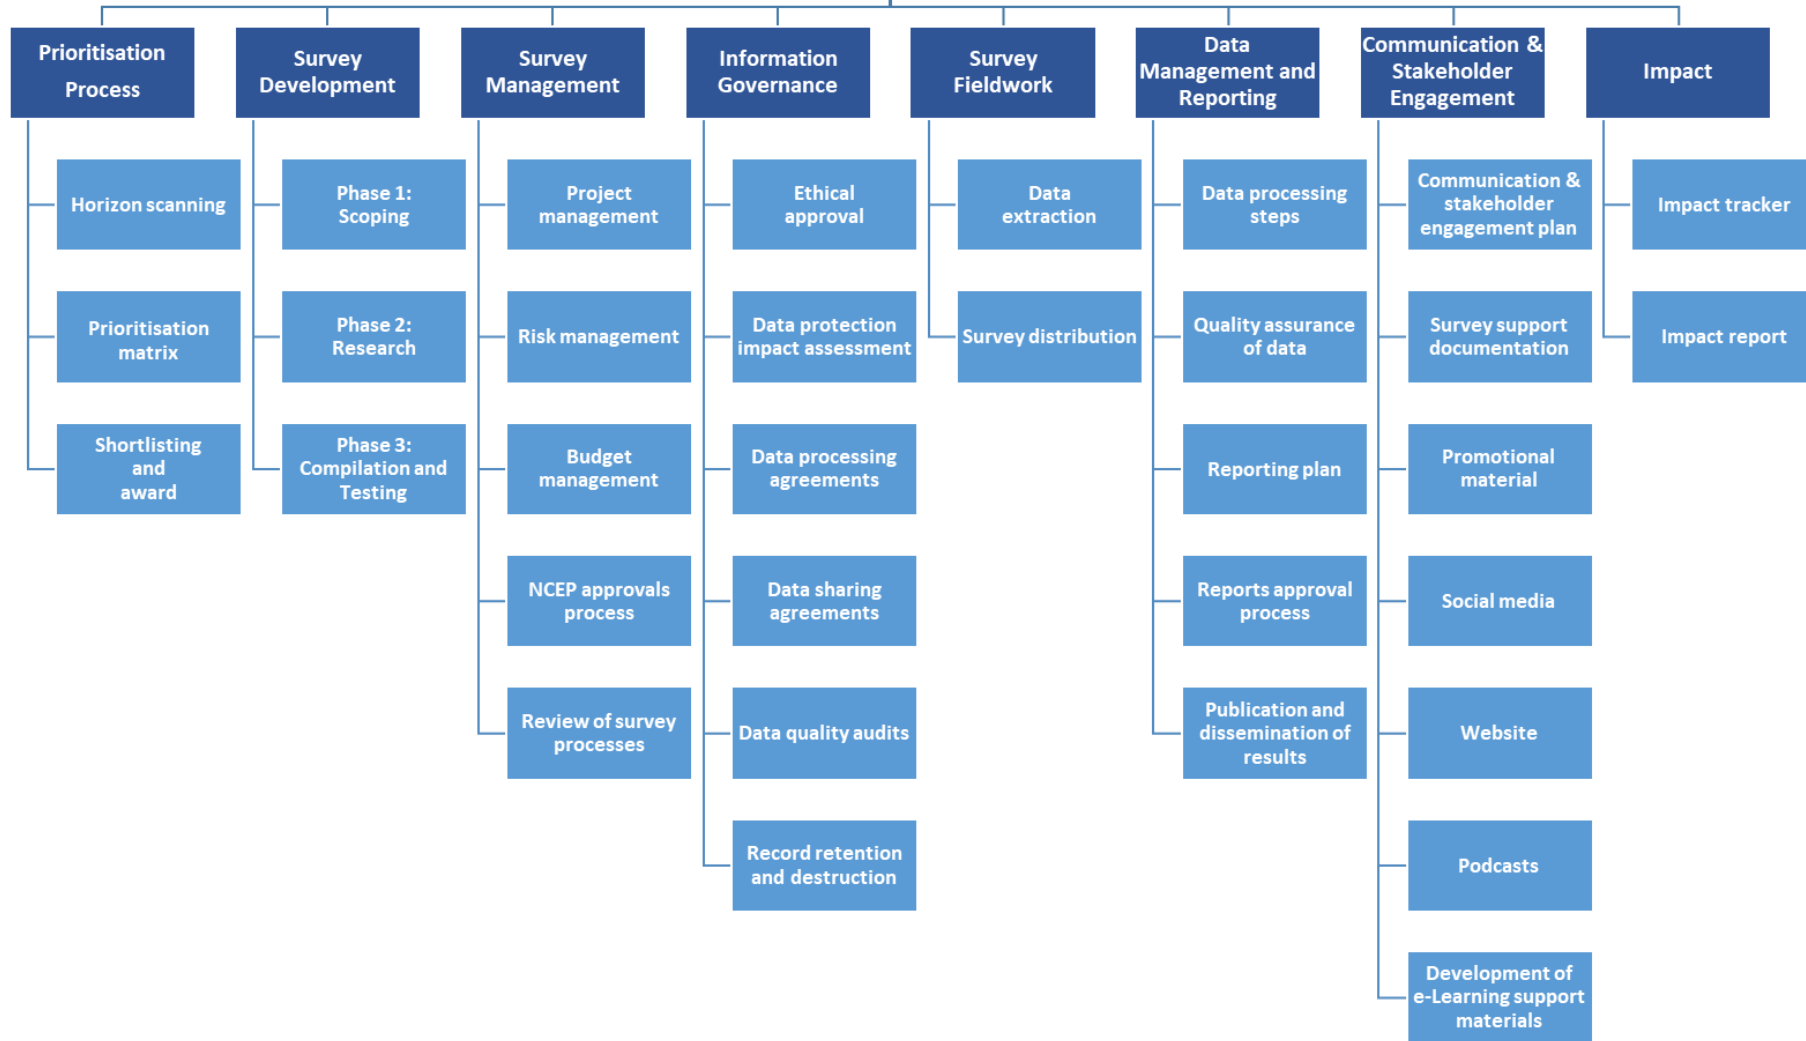 Prioritisation
Process
Survey
Development
Survey
Management
Information
Governance
Survey
Fieldwork
Data
Management and
Reporting
Communication &
Stakeholder
Engagement
Impact
Horizon scanning
Prioritisation
matrix
Shortlisting
and
award
Phase 1:
Scoping
Phase 2:
Research
Phase 3:
Compilation and
Testing
Project
management
Risk management
Budget
management
NCEP approvals
process
Review of survey
processes
Ethical
approval
Data protection
impact assessment
Data processing
agreements
Data sharing
agreements
Data quality audits
Record retention
and destruction
Data
extraction
Survey distribution
Data processing
steps
Quality assurance
of data
Reporting plan
Reports approval
process
Publication and
dissemination of
results
Communication &
stakeholder
engagement plan
Survey support
documentation
Promotional
material
Social media
Website
Podcasts
Development of
e-Learning support
materials
Impact tracker
Impact report